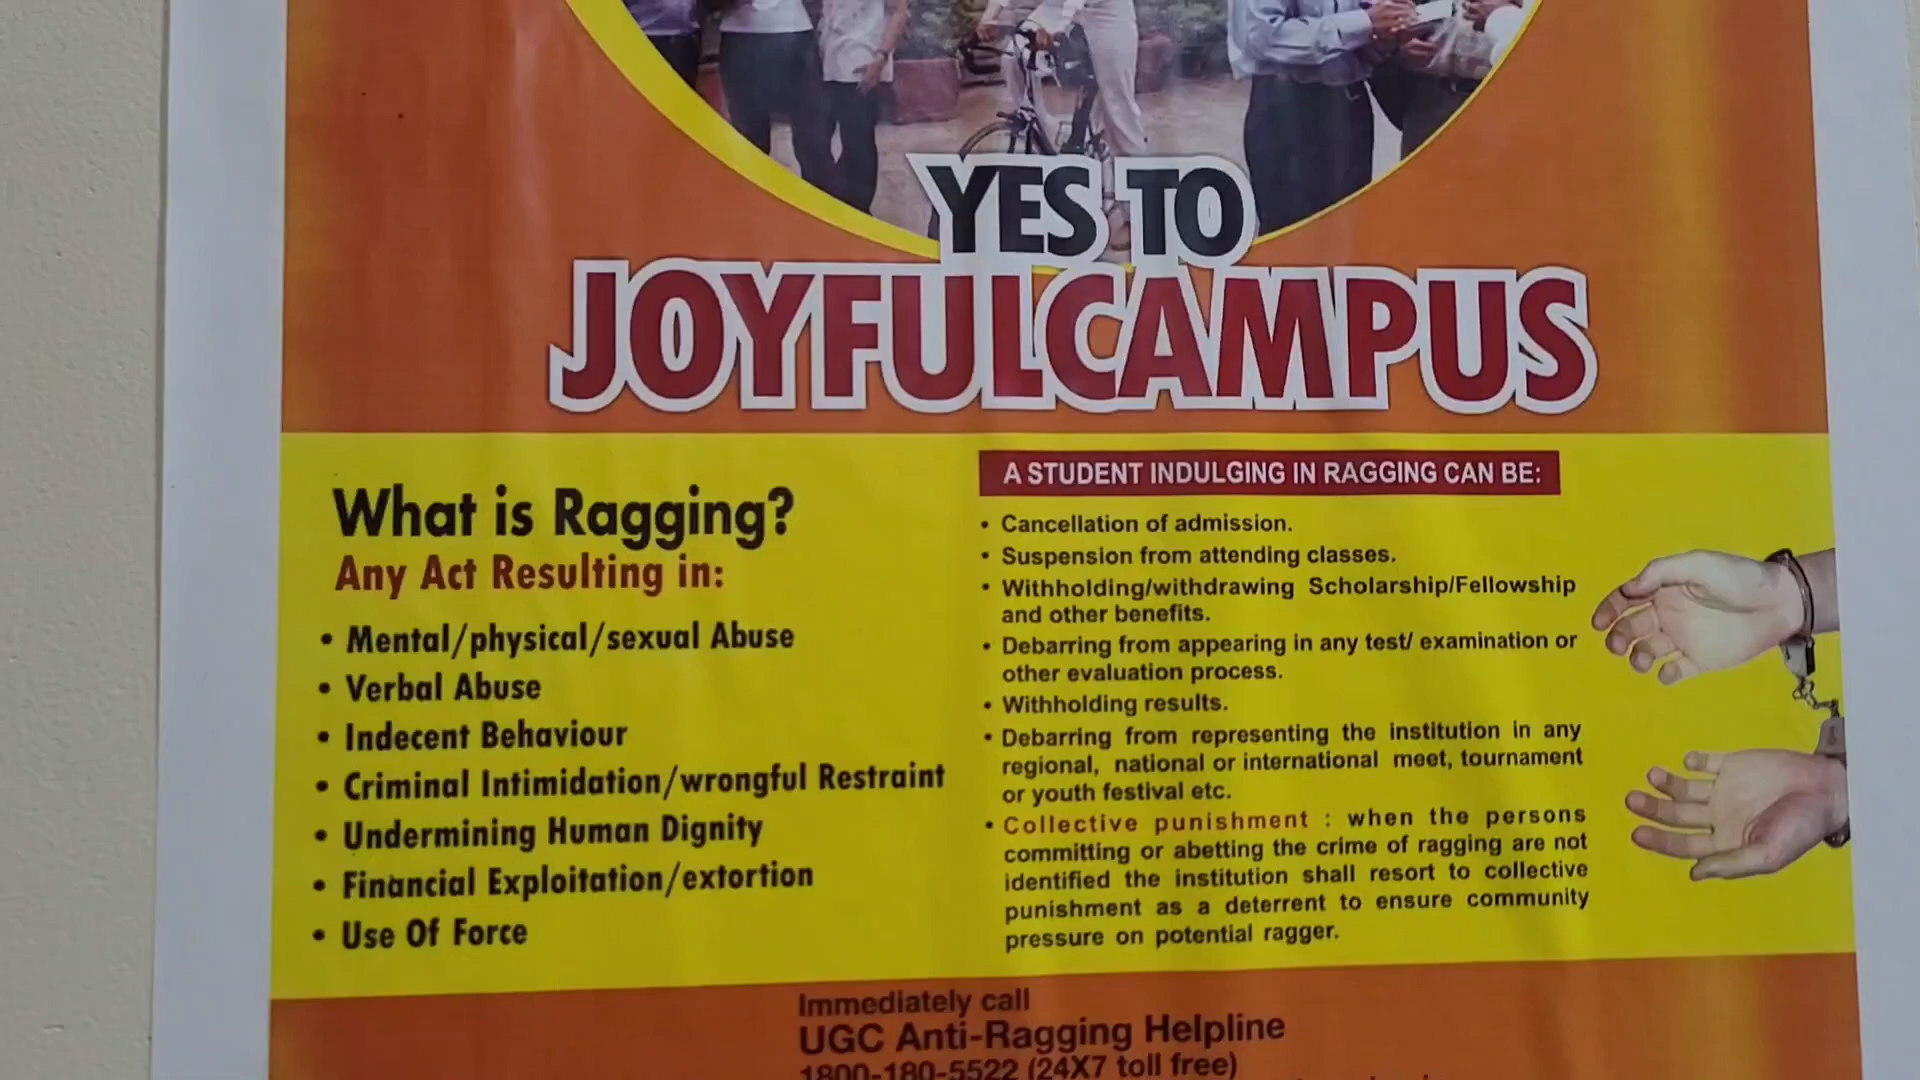 YES TO
JOYFULCAMPUS
What is Ragging?
Any Act Resulting in:
• Mental/physical/sexual Abuse
• Verbal Abuse
• Indecent Behaviour
• Criminal Intimidation/wrongful Restraint
• Undermining Human Dignity
• Financial Exploitation/extortion
• Use Of Force
A STUDENT INDULGING IN RAGGING CAN BE:
• Cancellation of admission.
• Suspension from attending classes.
• Withholding/withdrawing Scholarship/Fellowship
and other benefits.
• Debarring from appearing in any test/ examination or
other evaluation process.
• Withholding results.
• Debarring from representing the institution in any
regional, national or international meet, tournament
or youth festival etc.
• Collective punishment : when the persons
committing or abetting the crime of ragging are not
identified the institution shall resort to collective
punishment as a deterrent to ensure community
pressure on potential ragger.
Immediately call
UGC Anti-Ragging Helpline
1800-180-5522 (24X7 toll free)